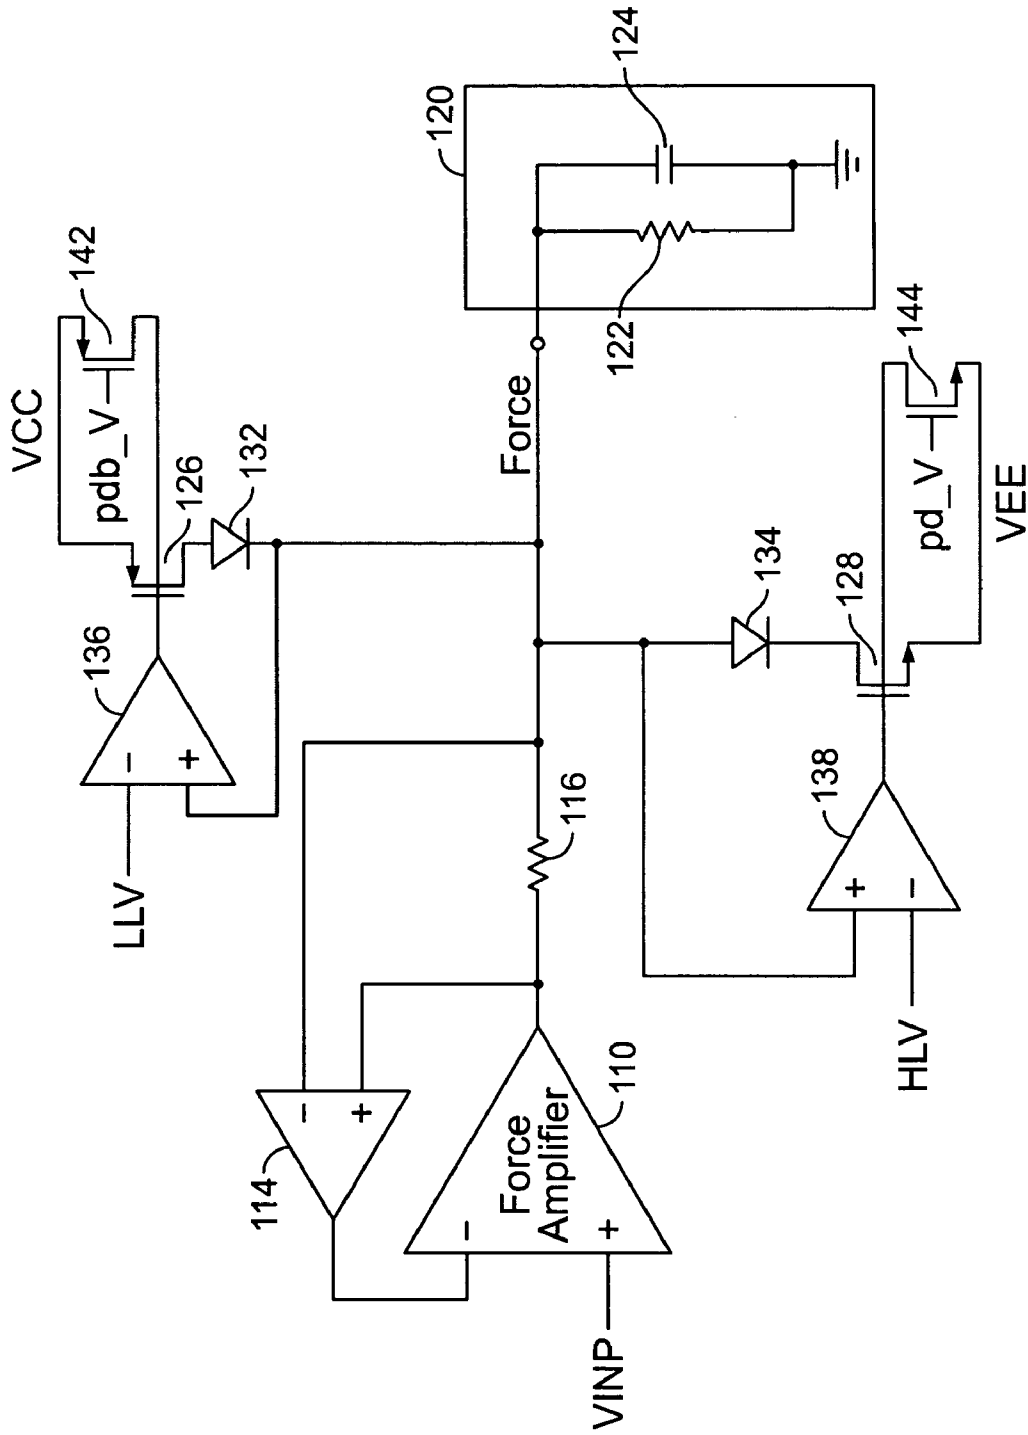 VCC
142
pdb_V
126
132
136
−
+
LLV
120
124
122
Force
116
114
−
+
Force
Amplifier
110
−
+
VINP
134
128
144
pd_V
VEE
138
+
−
HLV